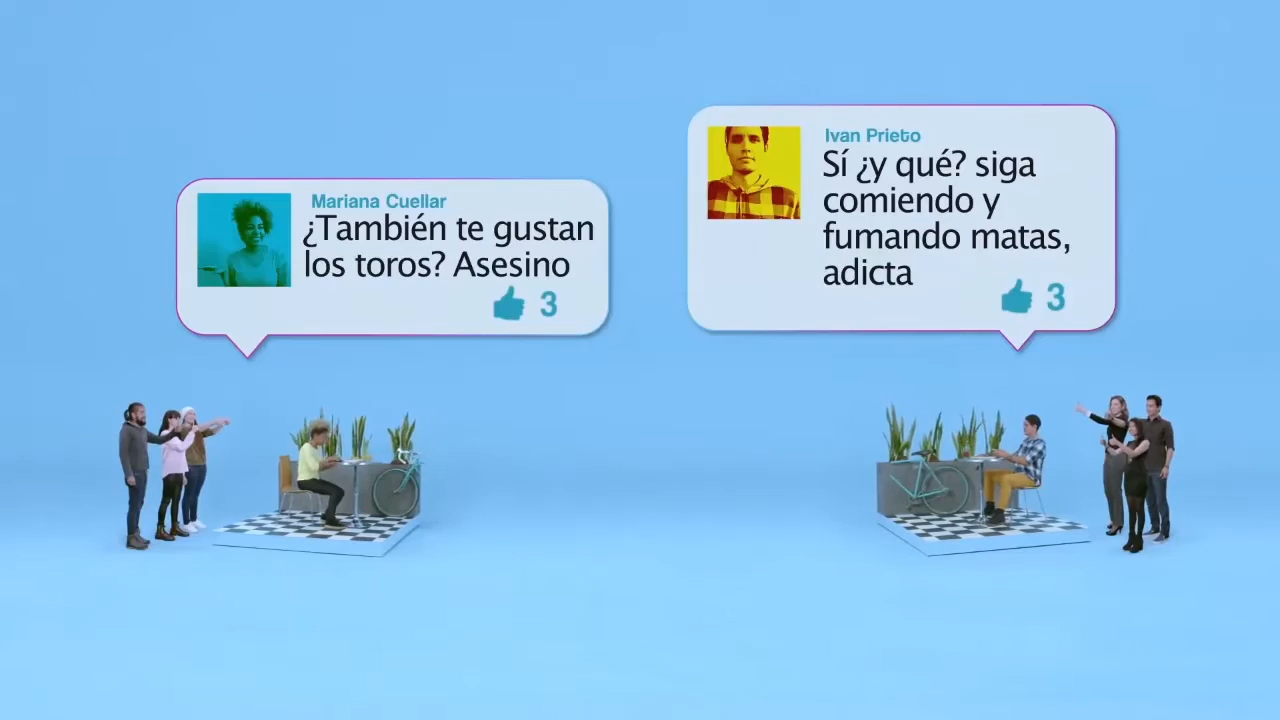 Mariana Cuellar
¿También te gustan
los toros? Asesino
3
Ivan Prieto
Sí ¿y qué? siga
comiendo y
fumando matas,
adicta
3